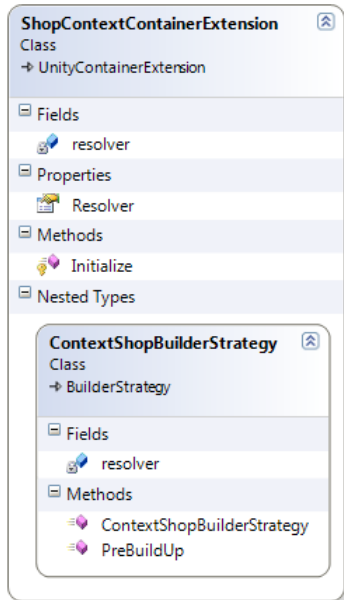 ShopContextContainerExtension
Class
UnityContainerExtension
Fields
resolver
Properties
Resolver
Methods
Initialize
Nested Types
ContextShopBuilderStrategy
Class
BuilderStrategy
Fields
resolver
Methods
ContextShopBuilderStrategy
PreBuildUp